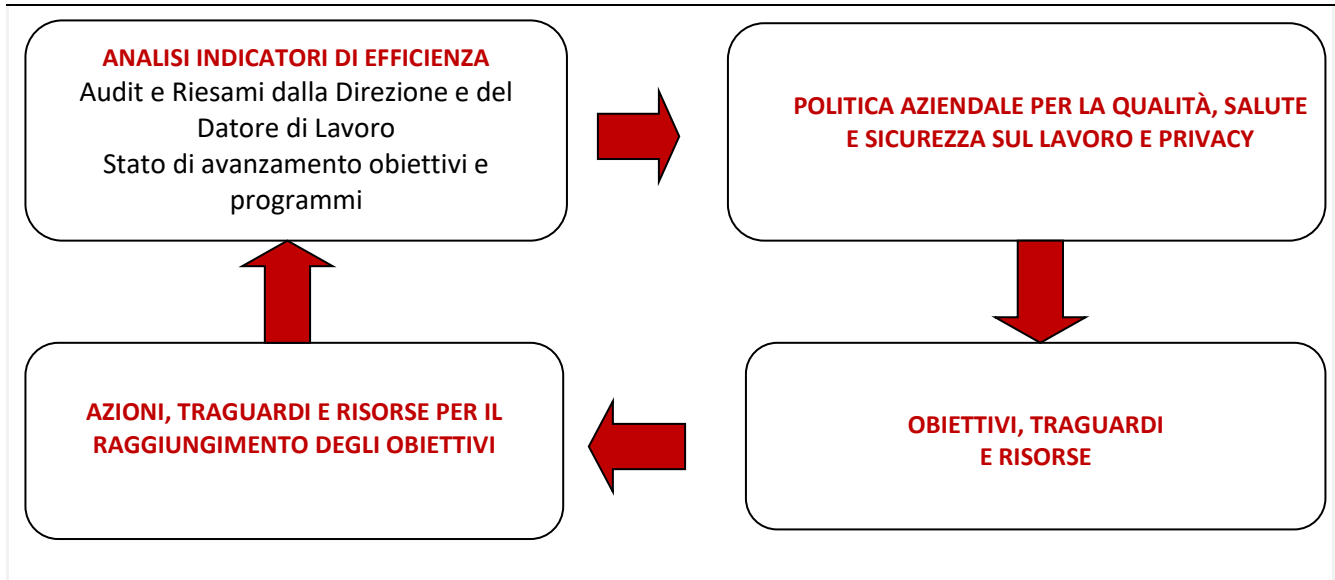 ANALISI INDICATORI DI EFFICIENZA
Audit e Riesami dalla Direzione e del
Datore di Lavoro
Stato di avanzamento obiettivi e
programmi
POLITICA AZIENDALE PER LA QUALITÀ, SALUTE
E SICUREZZA SUL LAVORO E PRIVACY
AZIONI, TRAGUARDI E RISORSE PER IL
RAGGIUNGIMENTO DEGLI OBIETTIVI
OBIETTIVI, TRAGUARDI
E RISORSE